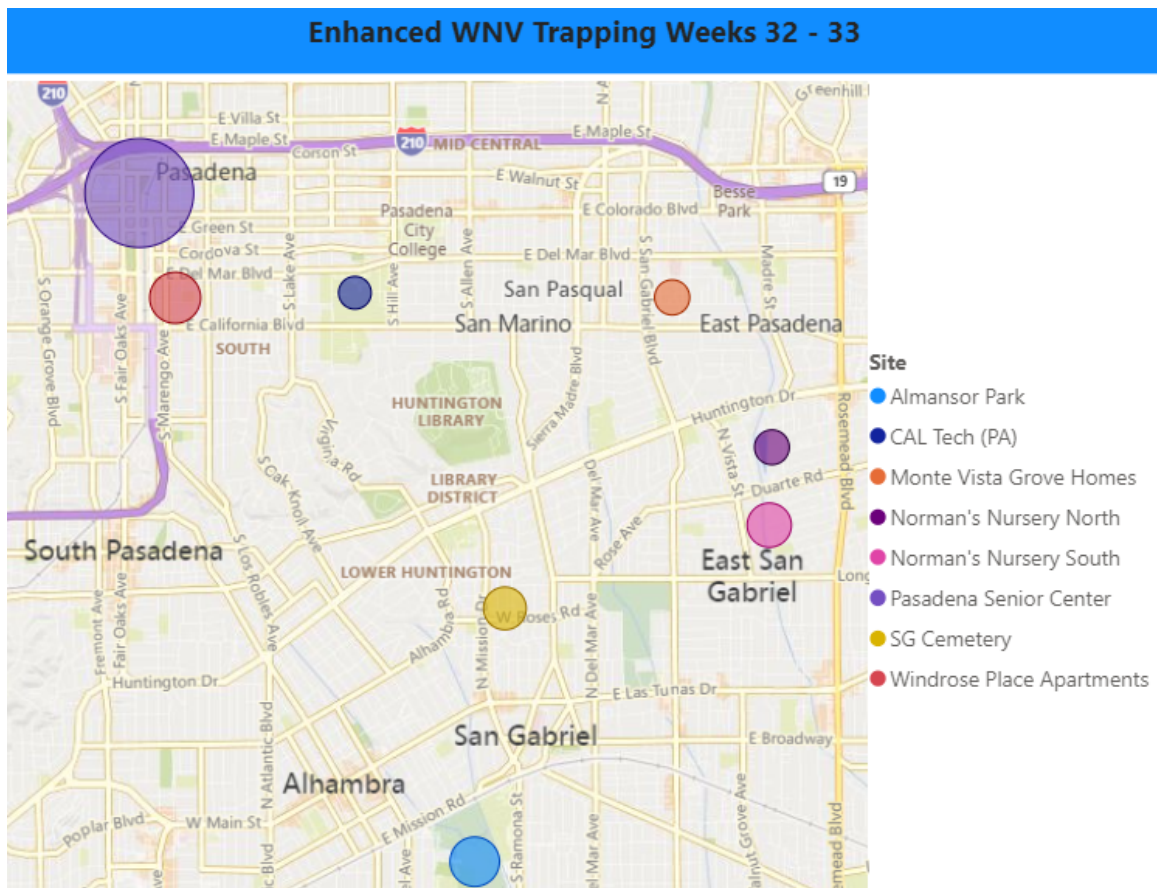 Enhanced WNV Trapping Weeks 32 - 33
210
E Villa St
E Maple St
Corson St
210
MID CENTRAL
E Maple St
Greenhill
Pasadena
E Walnut St
19
Besse
Park
E Colorado Blvd
Pasadena
City
College
E Green St
Cordova St
E Del Mar Blvd
E Del Mar Blvd
S Lake Ave
S Hill Ave
S Allen Ave
S San Gabriel Blvd
Madre St
S Orange Grove Blvd
S Fair Oaks Ave
S Marengo Ave
San Pasqual
San Marino
East Pasadena
E California Blvd
SOUTH
HUNTINGTON
LIBRARY
Sierra Madre Blvd
Huntington Dr
Rosemead Blvd
Virginia Rd
S Oak Knoll Ave
N Vista St
LIBRARY
DISTRICT
Duarte Rd
Del Mar Ave
Rose Ave
South Pasadena
S Los Robles Ave
LOWER HUNTINGTON
East San
Gabriel
Long
Fremont Ave
Fair Oaks Ave
Alhambra Rd
N Mission Dr
W Roses Rd
N Del Mar Ave
Huntington Dr
E Las Tunas Dr
N Atlantic Blvd
San Gabriel
E Broadway
Alhambra
E Mission Rd
Poplar Blvd
W Main St
S Ramona St
Del Mar Ave
Walnut Grove Ave
emead Blvd
Site
Almansor Park
CAL Tech (PA)
Monte Vista Grove Homes
Norman's Nursery North
Norman's Nursery South
Pasadena Senior Center
SG Cemetery
Windrose Place Apartments